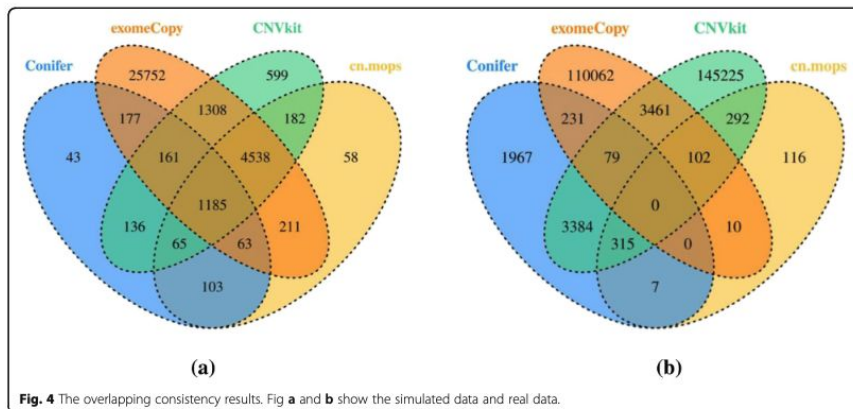 exomeCopy CNVkit
Conifer cn.mops
25752 599
177 1308 182
43 161 4538 58
1185
136 65 63 211
103
(a)
exomeCopy CNVkit
Conifer cn.mops
110062 145225
231 3461 292
1967 79 102 116
0
3384 315 0 10
7
(b)
Fig. 4 The overlapping consistency results. Fig a and b show the simulated data and real data.